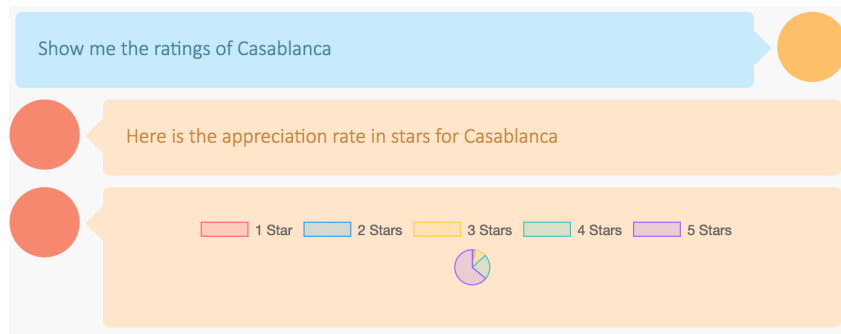 Show me the ratings of Casablanca
Here is the appreciation rate in stars for Casablanca
1 Star 2 Stars 3 Stars 4 Stars 5 Stars